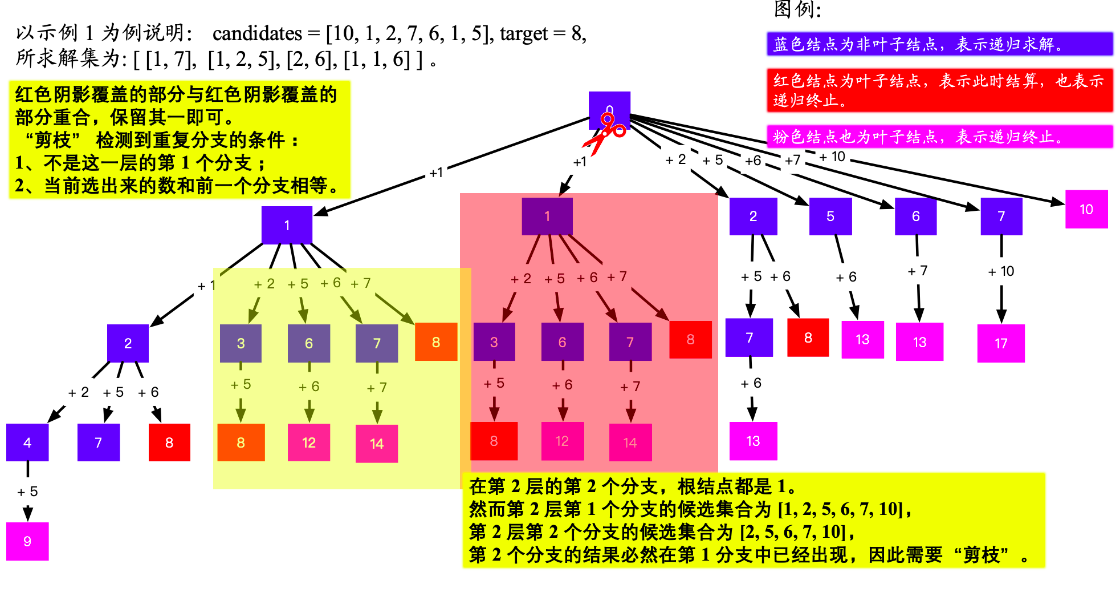 以示例 1 为例说明： candidates = [10, 1, 2, 7, 6, 1, 5], target = 8,
所求解集为: [ [1, 7], [1, 2, 5], [2, 6], [1, 1, 6] ] 。
图例：
蓝色结点为非叶子结点，表示递归求解。
红色结点为叶子结点，表示此时结算，也表示
递归终止。
粉色结点也为叶子结点，表示递归终止。
红色阴影覆盖的部分与红色阴影覆盖的
部分重合，保留其一即可。
“剪枝” 检测到重复分支的条件：
1、不是这一层的第 1 个分支；
2、当前选出来的数和前一个分支相等。
0
+1 +1 + 2 + 5 +6 +7 + 10
1 1 2 5 6 7 10
+ 1 + 2 + 5 + 6 + 7 + 2 + 5 + 6 + 7 + 5 + 6 + 6 + 7 + 10
2 3 6 7 8 3 6 7 8 7 8 13 13 17
+ 2 + 5 + 6 + 5 + 6 + 7 + 5 + 6 + 7 + 6
4 7 8 8 12 14 8 12 14 13
+ 5
9
在第 2 层的第 2 个分支，根结点都是 1。
然而第 2 层第 1 个分支的候选集合为 [1, 2, 5, 6, 7, 10]，
第 2 层第 2 个分支的候选集合为 [2, 5, 6, 7, 10]，
第 2 个分支的结果必然在第 1 分支中已经出现，因此需要 “剪枝” 。